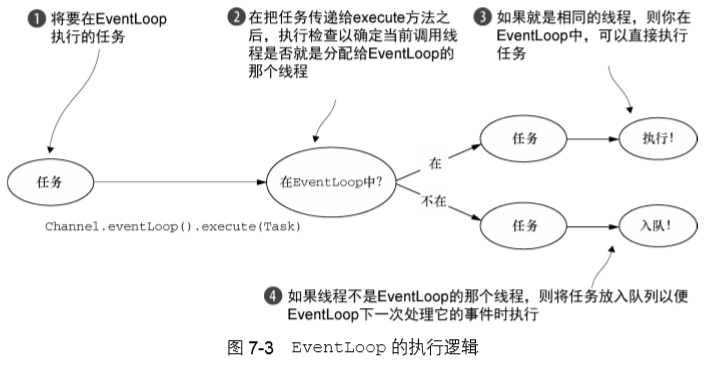 ❶ 将要在EventLoop
执行的任务
❷ 在把任务传递给execute方法之
后，执行检查以确定当前调用线
程是否就是分配给EventLoop的
那个线程
❸ 如果就是相同的线程，则你在
EventLoop中，可以直接执行
任务
任务
Channel.eventLoop().execute(Task)
在EventLoop中?
在
任务
执行!
不在
任务
入队!
❹ 如果线程不是EventLoop的那个线程，则将任务放入队列以便
EventLoop下一次处理它的事件时执行
图 7-3 EventLoop 的执行逻辑